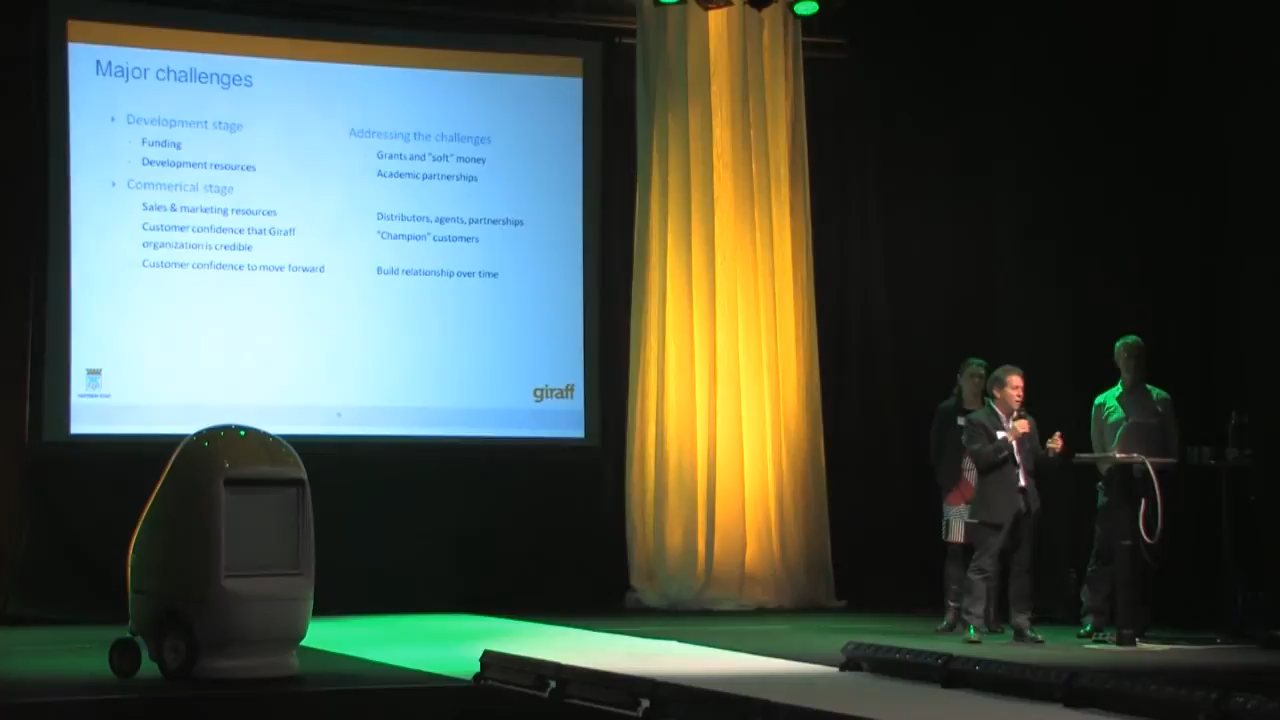 Major challenges
Development stage
Funding
Development resources
Commerical stage
Sales & marketing resources
Customer confidence that Giraff
organization is credible
Customer confidence to move forward
Addressing the challenges
Grants and "soft" money
Academic partnerships
Distributors, agents, partnerships
"Champion" customers
Build relationship over time
giraff